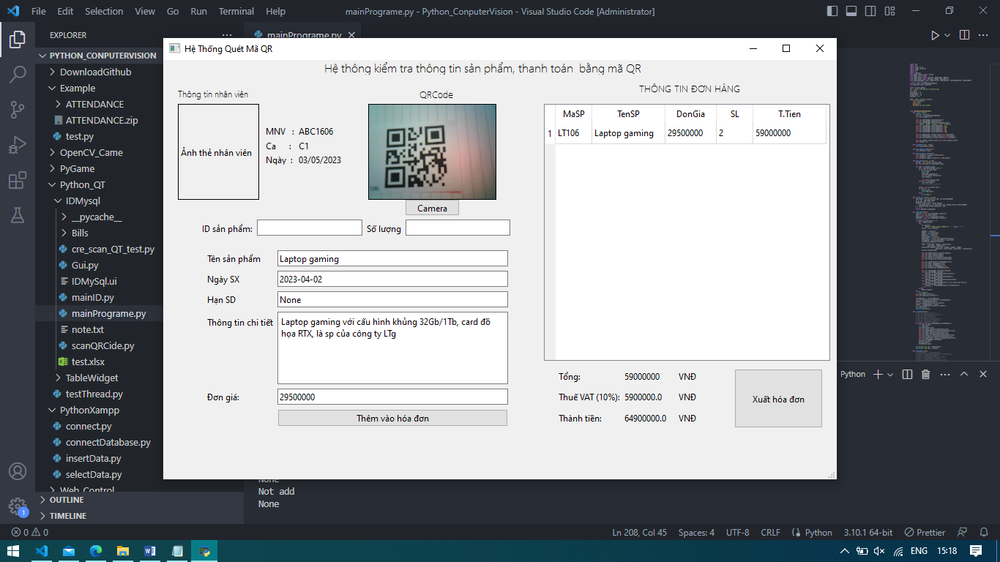 File Edit Selection View Go Run Terminal Help
mainPrograme.py - Python_ConputerVision - Visual Studio Code [Administrator]
EXPLORER
mainPrograme.py
PYTHON_CONPUTERVISION
DownloadGithub
Example
ATTENDANCE
ATTENDANCE.zip
test.py
OpenCV_Came
PyGame
Python_QT
IDMysql
__pycache__
Bills
cre_scan_QT_test.py
Gui.py
IDMySql.ui
mainID.py
mainPrograme.py
note.txt
scanQRCide.py
test.xlsx
TableWidget
testThread.py
PythonXampp
connect.py
connectDatabase.py
insertData.py
selectData.py
Web_Control
OUTLINE
TIMELINE
Hệ Thống Quét Mã QR
Hệ thông kiểm tra thông tin sản phẩm, thanh toán bằng mã QR
Thông tin nhân viên
Ảnh thẻ nhân viên
MNV : ABC1606
Ca : C1
Ngày : 03/05/2023
QRCode
106
Camera
ID sản phẩm:
Số lượng
Tên sản phẩm Laptop gaming
Ngày SX 2023-04-02
Hạn SD None
Thông tin chi tiết Laptop gaming với cấu hình khủng 32Gb/1Tb, card đồ
họa RTX, là sp của công ty LTg
Đơn giá: 29500000
Thêm vào hóa đơn
THÔNG TIN ĐƠN HÀNG
MaSP TenSP DonGia SL T.Tien
1 LT106 Laptop gaming 29500000 2 59000000
Tổng: 59000000 VNĐ
Thuế VAT (10%): 5900000.0 VNĐ
Thành tiền: 64900000.0 VNĐ
Xuất hóa đơn
Python
None
Not add
None
1
0 0
Ln 208, Col 45 Spaces: 4 UTF-8 CRLF Python 3.10.1 64-bit Prettier
ENG 15:18